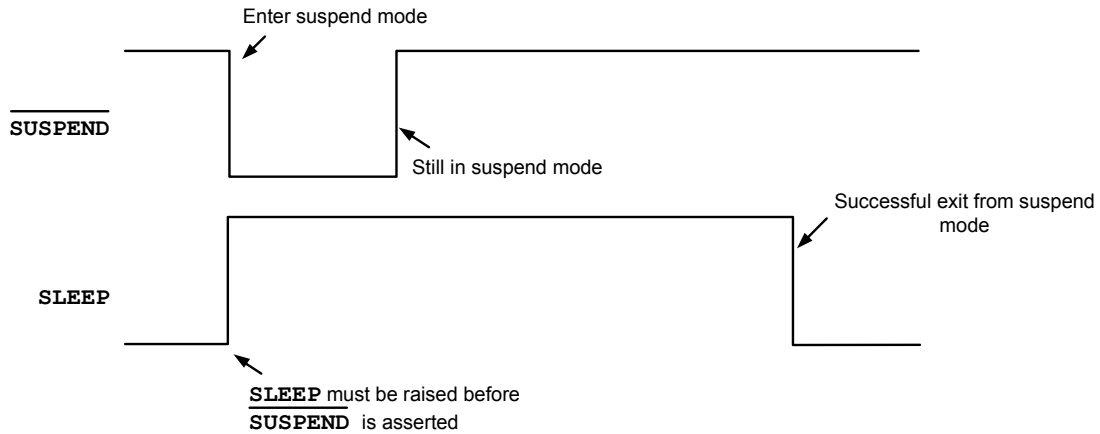 Enter suspend mode
SUSPEND
Still in suspend mode
Successful exit from suspend
mode
SLEEP
SLEEP must be raised before
SUSPEND is asserted